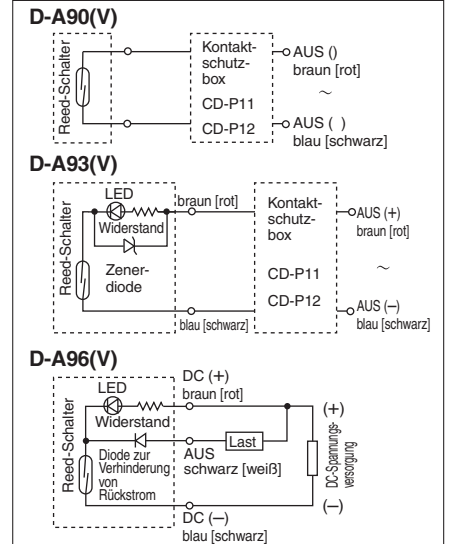 D-A90(V)
Reed-Schalter
Kontakt-
schutz-
box
CD-P11
CD-P12
AUS ()
braun [rot]
~
AUS ( )
blau [schwarz]
D-A93(V)
Reed-Schalter
LED
Widerstand
Zener-
diode
braun [rot]
blau [schwarz]
Kontakt-
schutz-
box
CD-P11
CD-P12
AUS (+)
braun [rot]
~
AUS (−)
blau [schwarz]
D-A96(V)
Reed-Schalter
LED
Widerstand
Diode zur
Verhinderung
von
Rückstrom
DC (+)
braun [rot]
Last
AUS
schwarz [weiß]
DC (−)
blau [schwarz]
(+)
DC-Spannungs-
versorgung
(−)